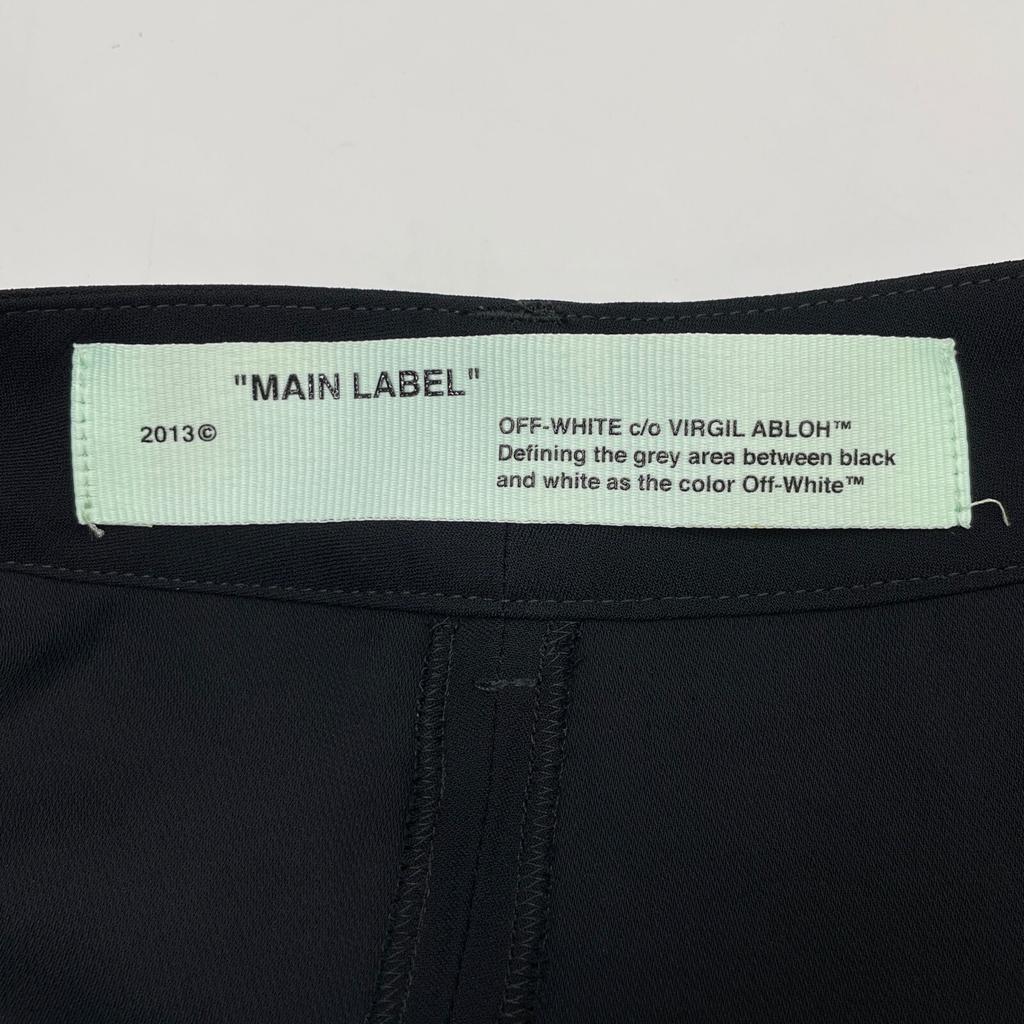 "MAIN LABEL"
2013©
OFF-WHITE c/o VIRGIL ABLOH™
Defining the grey area between black
and white as the color Off-White™